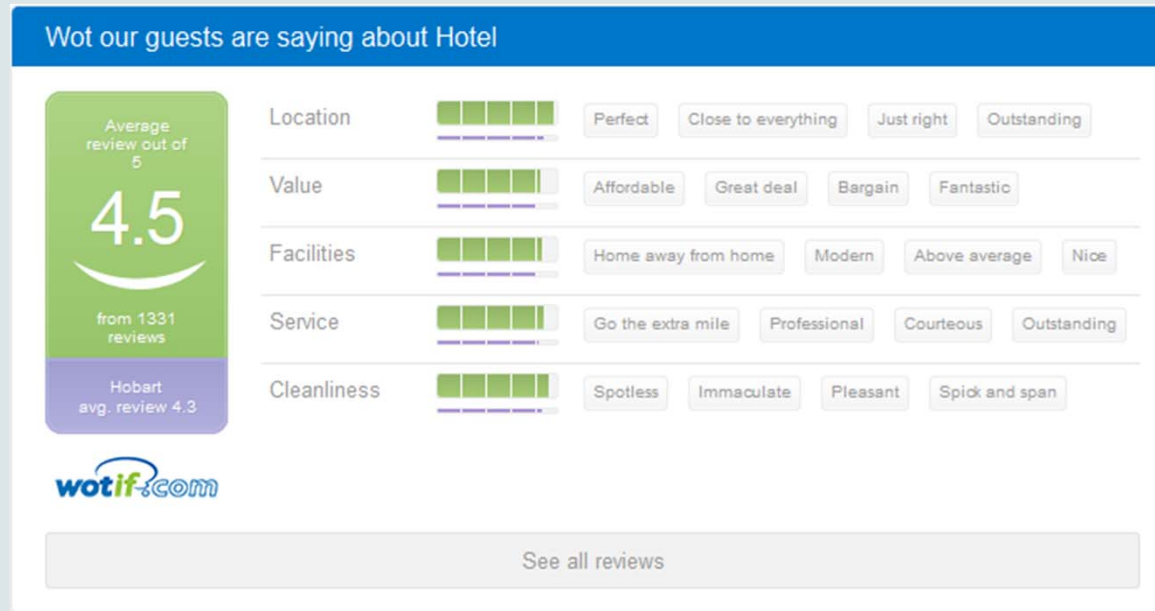 Wot our guests are saying about Hotel
Average
review out of
5
4.5
from 1331
reviews
Hobart
avg. review 4.3
wotif.com
Location Perfect Close to everything Just right Outstanding
Value Affordable Great deal Bargain Fantastic
Facilities Home away from home Modern Above average Nice
Service Go the extra mile Professional Courteous Outstanding
Cleanliness Spotless Immaculate Pleasant Spick and span
See all reviews